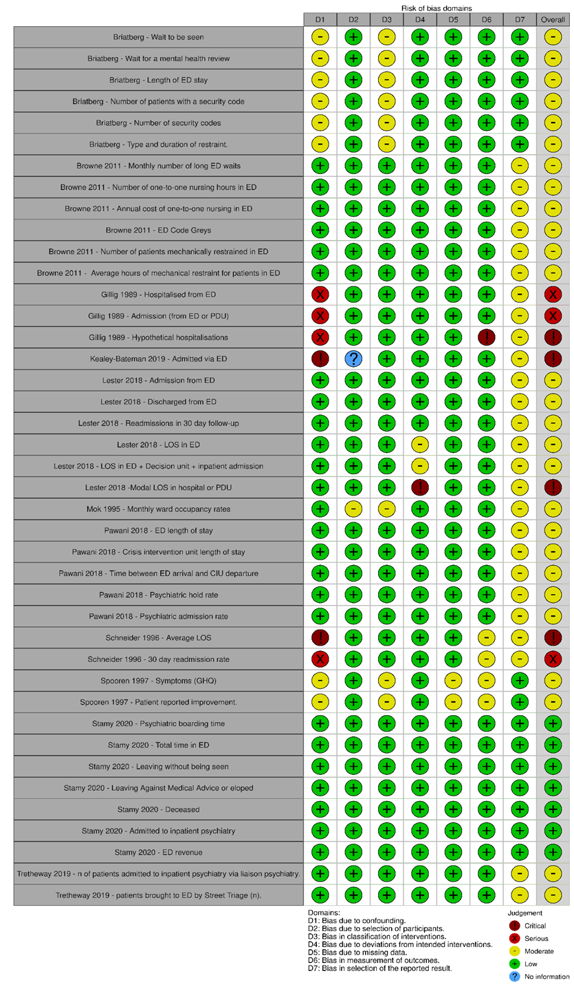 Risk of bias domains
D1 D2 D3 D4 D5 D6 D7 Overall
Briatberg - Wait to be seen - + - + + + + -
Briatberg - Wait for a mental health review - + - + + + + -
Briatberg - Length of ED stay - + - + + + + -
Briatberg - Number of patients with a security code - + - + + + + -
Briatberg - Number of security codes - + - + + + + -
Briatberg - Type and duration of restraint. - + - + + + + -
Browne 2011 - Monthly number of long ED waits + + + + + + - -
Browne 2011 - Number of one-to-one nursing hours in ED + + + + + + - -
Browne 2011 - Annual cost of one-to-one nursing in ED + + + + + + - -
Browne 2011 - ED Code Greys + + + + + + - -
Browne 2011 - Number of patients mechanically restrained in ED + + + + + + - -
Browne 2011 - Average hours of mechanical restraint for patients in ED + + + + + + - -
Gillig 1989 - Hospitalised from ED X + + + + + - X
Gillig 1989 - Admission (from ED or PDU) X + + + + + - X
Gillig 1989 - Hypothetical hospitalisations X + + + + ! - !
Kealey-Bateman 2019 - Admitted via ED ! ? + + + + - !
Lester 2018 - Admission from ED + + + + + + - -
Lester 2018 - Discharged from ED + + + + + + - -
Lester 2018 - Readmissions in 30 day follow-up + + + + + + - -
Lester 2018 - LOS in ED + + + - + + - -
Lester 2018 - LOS in ED + Decision unit + inpatient admission + + + - + + - -
Lester 2018 -Modal LOS in hospital or PDU + + + ! + + - !
Mok 1995 - Monthly ward occupancy rates + - - + + + - -
Pawani 2018 - ED length of stay + + + + + + - -
Pawani 2018 - Crisis intervention unit length of stay + + + + + + - -
Pawani 2018 - Time between ED arrival and CIU departure + + + + + + - -
Pawani 2018 - Psychiatric hold rate + + + + + + - -
Pawani 2018 - Psychiatric admission rate + + + + + + - -
Schneider 1996 - Average LOS ! + + + + - - !
Schneider 1996 - 30 day readmission rate X + + + + - - X
Spooren 1997 - Symptoms (GHQ) - + - + - - + -
Spooren 1997 - Patient reported improvement. - + - + - - + -
Stamy 2020 - Psychiatric boarding time + + + + + + + +
Stamy 2020 - Total time in ED + + + + + + + +
Stamy 2020 - Leaving without being seen + + + + + + + +
Stamy 2020 - Leaving Against Medical Advice or eloped + + + + + + + +
Stamy 2020 - Deceased + + + + + + + +
Stamy 2020 - Admitted to inpatient psychiatry + + + + + + + +
Stamy 2020 - ED revenue + + + + + + + +
Tretheway 2019 - n of patients admitted to inpatient psychiatry via liaison psychiatry. + + + + + + - -
Tretheway 2019 - patients brought to ED by Street Triage (n). + + + + + + - -
Domains:
D1: Bias due to confounding.
D2: Bias due to selection of participants.
D3: Bias in classification of interventions.
D4: Bias due to deviations from intended interventions.
D5: Bias due to missing data.
D6: Bias in measurement of outcomes.
D7: Bias in selection of the reported result.
Judgement
! Critical
X Serious
- Moderate
+ Low
? No information